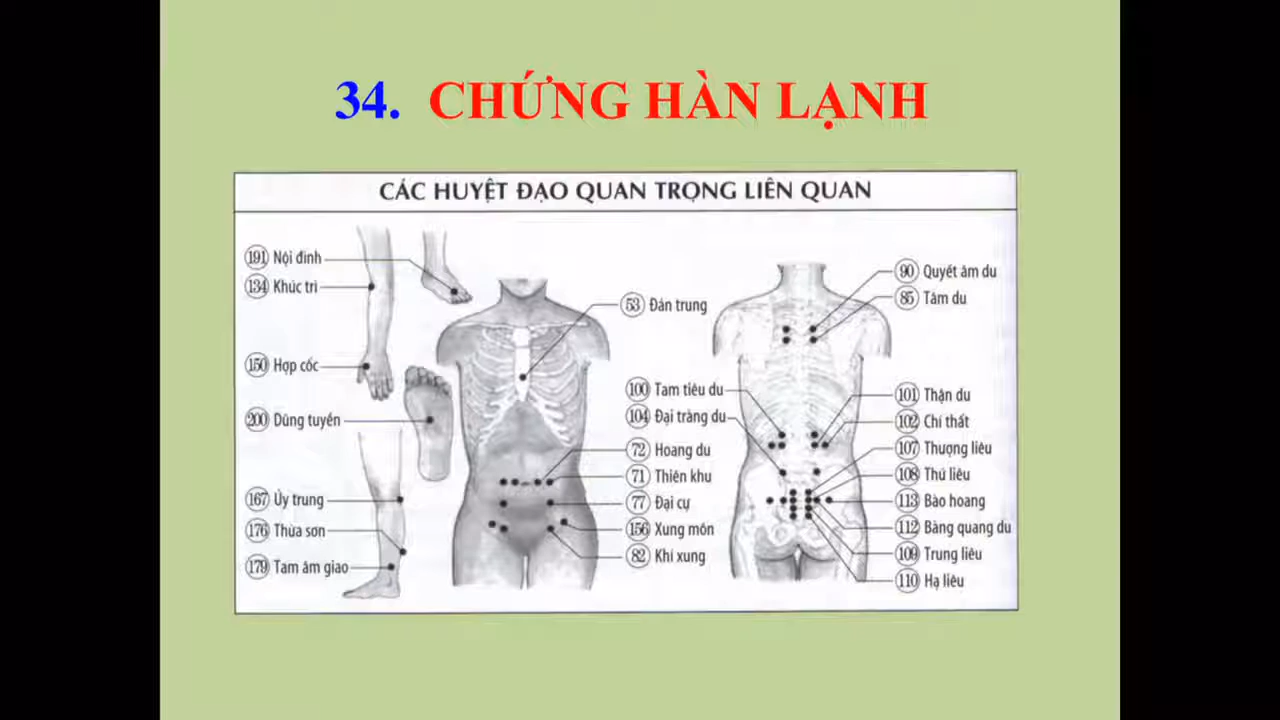 34. CHỨNG HÀN LẠNH
CÁC HUYỆT ĐẠO QUAN TRỌNG LIÊN QUAN
191 Nội đình
134 Khúc trì
150 Hợp cốc
200 Dũng tuyền
167 Ủy trung
176 Thừa sơn
179 Tam âm giao
53 Đản trung
100 Tam tiêu du
104 Đại tràng du
72 Hoang du
71 Thiên khu
77 Đại cự
156 Xung môn
82 Khí xung
90 Quyết âm du
85 Tâm du
101 Thận du
102 Chí thất
107 Thượng liêu
108 Thứ liêu
113 Bào hoang
112 Bàng quang du
109 Trung liêu
110 Hạ liêu